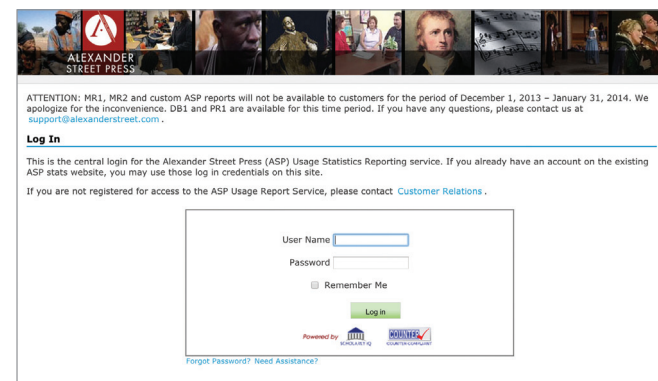 ALEXANDER
STREET PRESS
ATTENTION: MR1, MR2 and custom ASP reports will not be available to customers for the period of December 1, 2013 – January 31, 2014. We
apologize for the inconvenience. DB1 and PR1 are available for this time period. If you have any questions, please contact us at
support@alexanderstreet.com .
Log In
This is the central login for the Alexander Street Press (ASP) Usage Statistics Reporting service. If you already have an account on the existing
ASP stats website, you may use those log in credentials on this site.
If you are not registered for access to the ASP Usage Report Service, please contact Customer Relations .
User Name
Password
Remember Me
Log in
Powered by
SCHOLARLY IQ
COUNTER
COUNTER-COMPLIANT
Forgot Password? Need Assistance?